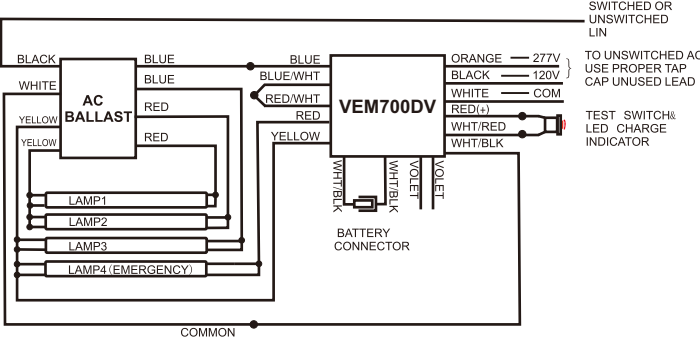 SWITCHED OR
UNSWITCHED
LIN
BLACK
WHITE
YELLOW
YELLOW
AC
BALLAST
BLUE
BLUE
RED
RED
BLUE
BLUE/WHT
RED/WHT
RED
YELLOW
VEM700DV
ORANGE — 277V
BLACK — 120V
WHITE — COM
RED(+)
WHT/RED
WHT/BLK
TO UNSWITCHED AC
USE PROPER TAP
CAP UNUSED LEAD
TEST SWITCH&
LED CHARGE
INDICATOR
WHT/BLK
WHT/BLK
VOLET
VOLET
BATTERY
CONNECTOR
LAMP1
LAMP2
LAMP3
LAMP4(EMERGENCY)
COMMON